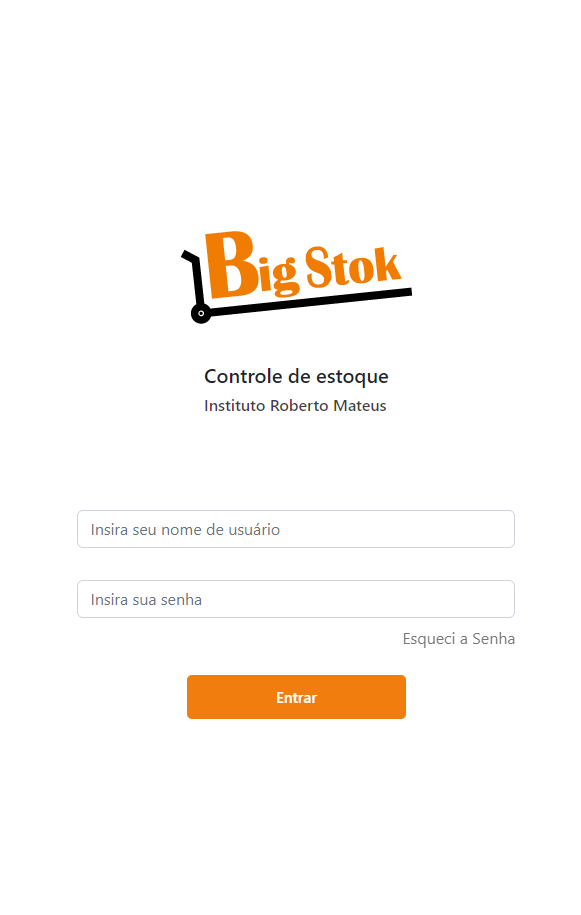 Big Stok
Controle de estoque
Instituto Roberto Mateus
Insira seu nome de usuário
Insira sua senha
Esqueci a Senha
Entrar